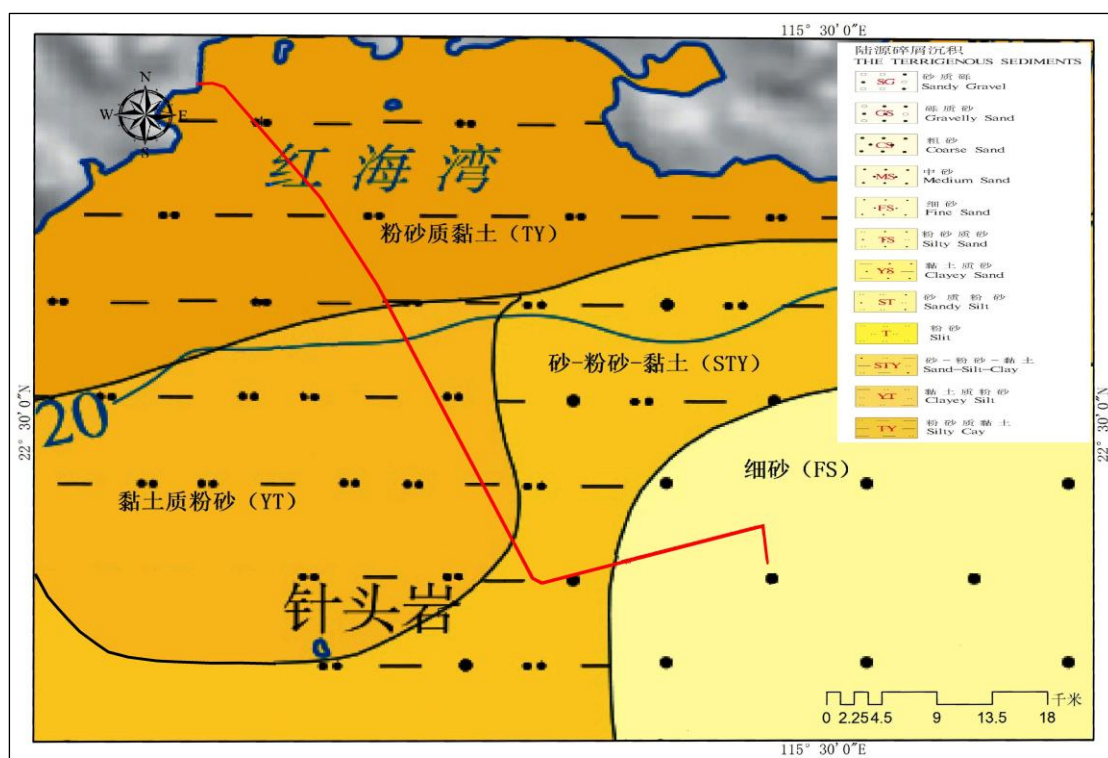 115° 30′0″E
陆源碎屑沉积
THE TERRIGENOUS SEDIMENTS
SG
砂质砾
Sandy Gravel
GS
砾质砂
Gravelly Sand
CS
粗砂
Coarse Sand
MS
中砂
Medium Sand
FS
细砂
Fine Sand
TS
粉砂质砂
Silty Sand
YS
黏土质砂
Clayey Sand
ST
砂质粉砂
Sandy Silt
T
粉砂
Slit
STY
砂-粉砂-黏土
Sand-Silt-Clay
YT
黏土质粉砂
Clayey Silt
TY
粉砂质黏土
Silty Cay
N
W E
S
红海湾
粉砂质黏土（TY）
砂-粉砂-黏土（STY）
20
22° 30′0″N
22° 30′0″N
细砂（FS）
黏土质粉砂（YT）
针头岩
千米
0 2.25 4.5 9 13.5 18
115° 30′0″E